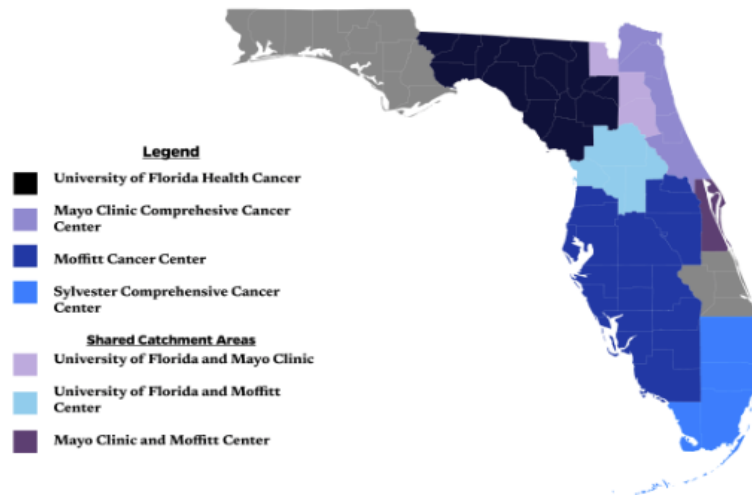 Legend
University of Florida Health Cancer
Mayo Clinic Comprehesive Cancer
Center
Moffitt Cancer Center
Sylvester Comprehensive Cancer
Center
Shared Catchment Areas
University of Florida and Mayo Clinic
University of Florida and Moffitt
Center
Mayo Clinic and Moffitt Center